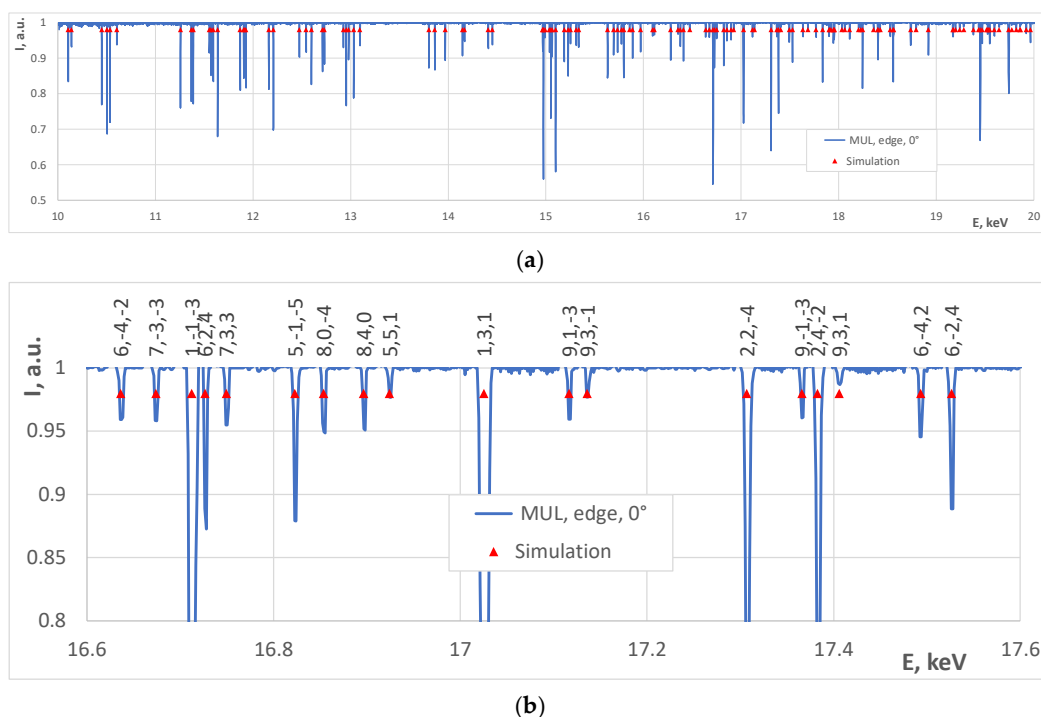 1
0.9
0.8
0.7
0.6
0.5
I, a.u.
MUL, edge, 0°
Simulation
10 11 12 13 14 15 16 17 18 19 20
E, keV
(a)
6,-4,-2
7,-3,-3
1,-1,-3
6,2,4
7,3,3
5,-1,-5
8,0,-4
8,4,0
5,5,1
1,3,1
9,1,-3
9,3,-1
2,2,-4
9,-1,-3
2,4,-2
9,3,1
6,-4,2
6,-2,4
I, a.u.
1
0.95
0.9
0.85
0.8
MUL, edge, 0°
Simulation
16.6 16.8 17 17.2 17.4 17.6
E, keV
(b)